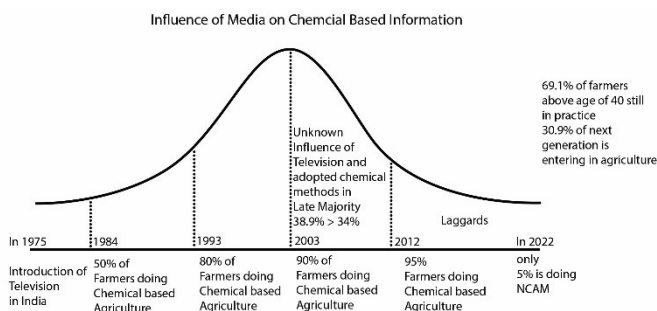 Influence of Media on Chemcial Based Information
69.1% of farmers
above age of 40 still
in practice
30.9% of next
generation is
entering in agriculture
Unknown
Influence of
Television and
adopted chemical
methods in
Late Majority
38.9% > 34%
Laggards
In 1975
1984
1993
2003
2012
In 2022
Introduction of
Television
in India
50% of
Farmers doing
Chemical based
Agriculture
80% of
Farmers doing
Chemical based
Agriculture
90% of
Farmers doing
Chemical based
Agriculture
95%
Farmers doing
Chemical based
Agriculture
only
5% is doing
NCAM